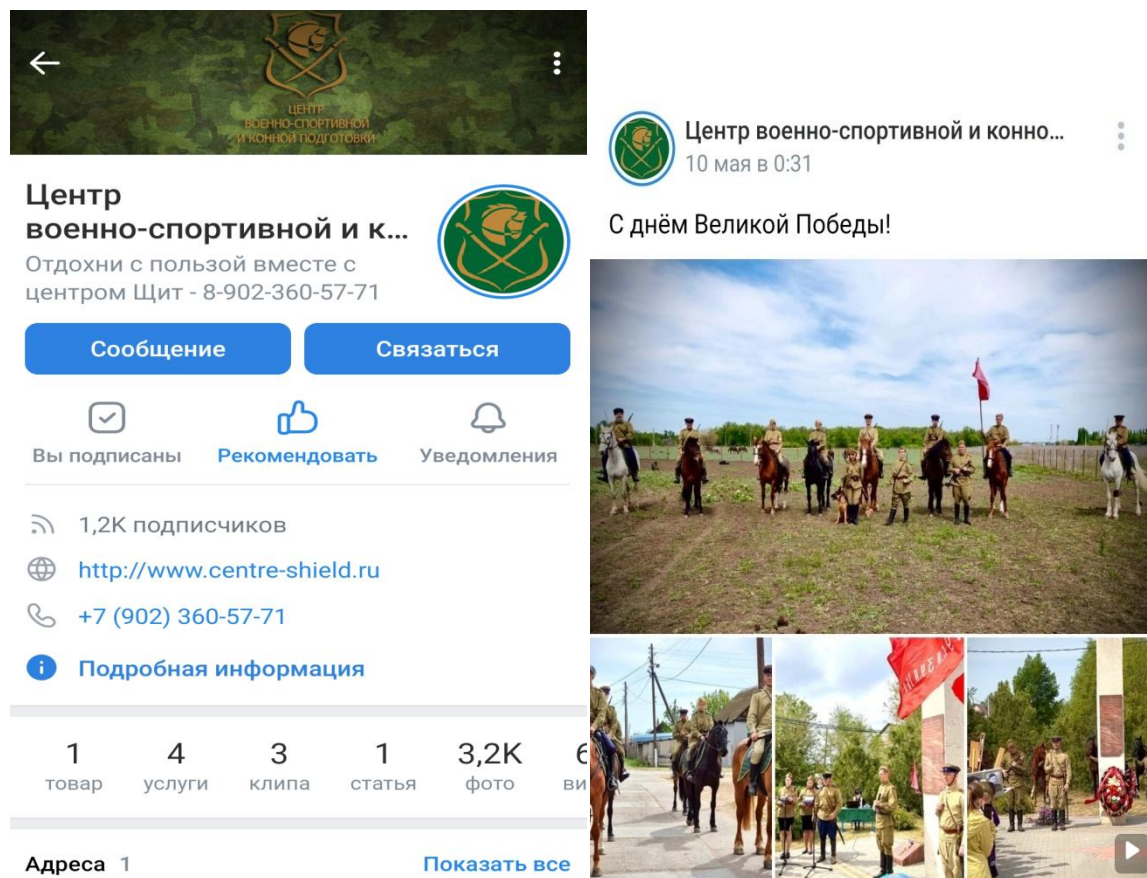 ЦЕНТР
ВОЕННО-СПОРТИВНОЙ
И КОННОЙ ПОДГОТОВКИ
Центр
военно-спортивной и к...
Отдохни с пользой вместе с
центром Щит - 8-902-360-57-71
Сообщение
Связаться
Вы подписаны
Рекомендовать
Уведомления
1,2K подписчиков
http://www.centre-shield.ru
+7 (902) 360-57-71
Подробная информация
1
4
3
1
3,2K
товар
услуги
клипа
статья
фото
ви
Адреса 1
Показать все
Центр военно-спортивной и конно...
10 мая в 0:31
С днём Великой Победы!